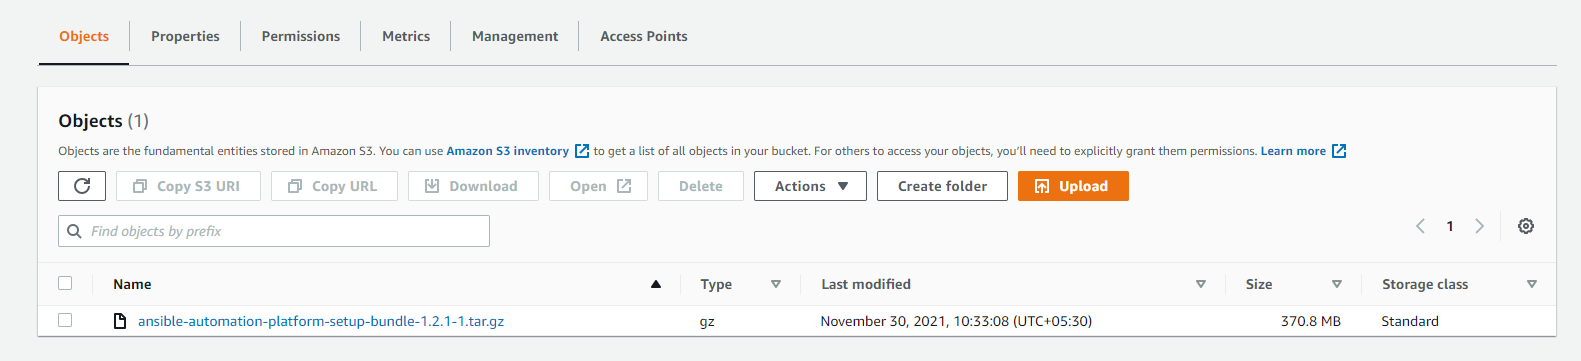 Objects Properties Permissions Metrics Management Access Points
Objects (1)
Objects are the fundamental entities stored in Amazon S3. You can use Amazon S3 inventory to get a list of all objects in your bucket. For others to access your objects, you'll need to explicitly grant them permissions. Learn more
Copy S3 URI Copy URL Download Open Delete Actions Create folder Upload
Find objects by prefix 1
Name Type Last modified Size Storage class
ansible-automation-platform-setup-bundle-1.2.1-1.tar.gz gz November 30, 2021, 10:33:08 (UTC+05:30) 370.8 MB Standard